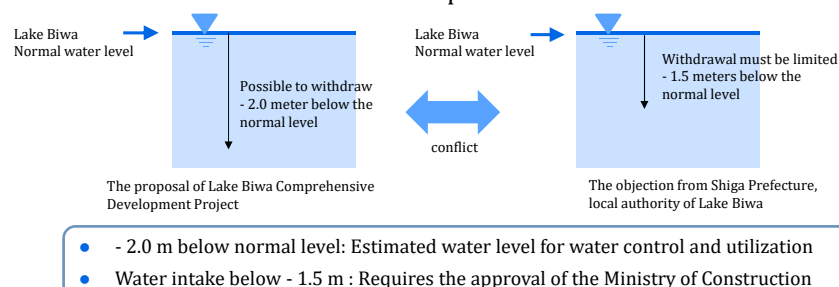 Lake Biwa
Normal water level
Possible to withdraw
- 2.0 meter below the
normal level
The proposal of Lake Biwa Comprehensive
Development Project
conflict
Lake Biwa
Normal water level
Withdrawal must be limited
- 1.5 meters below the
normal level
The objection from Shiga Prefecture,
local authority of Lake Biwa
● - 2.0 m below normal level: Estimated water level for water control and utilization
● Water intake below - 1.5 m : Requires the approval of the Ministry of Construction